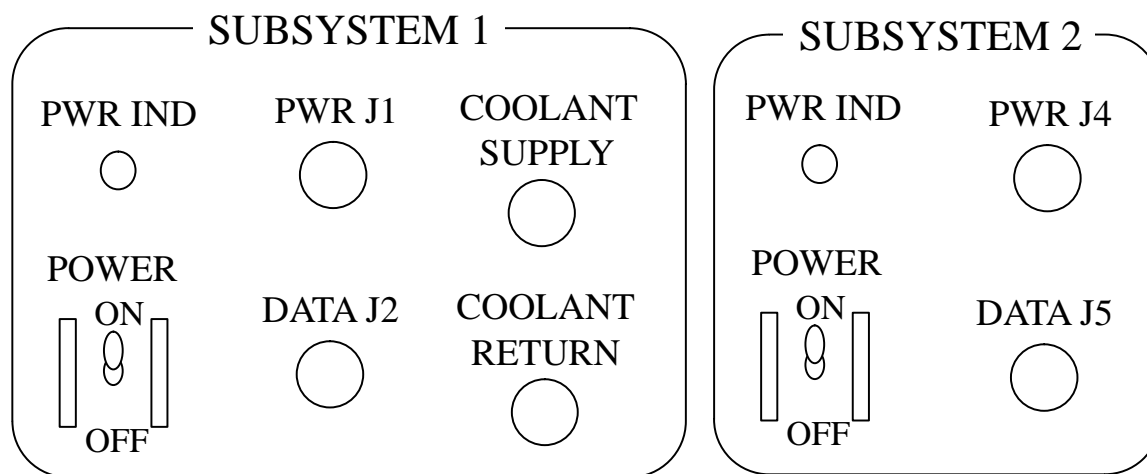 SUBSYSTEM 1
PWR IND
PWR J1
COOLANT
SUPPLY
POWER
ON
OFF
DATA J2
COOLANT
RETURN
SUBSYSTEM 2
PWR IND
PWR J4
POWER
ON
OFF
DATA J5